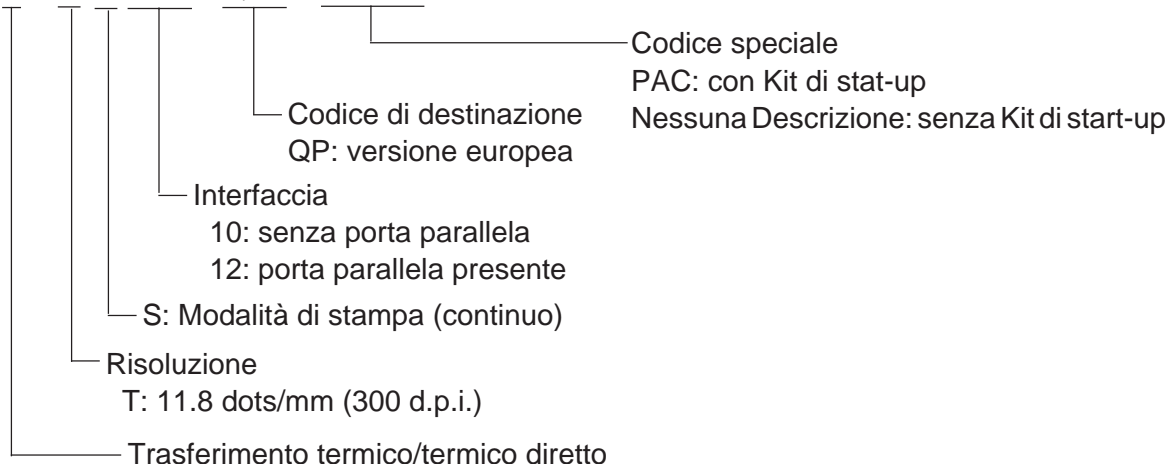 Codice speciale
PAC: con Kit di stat-up
Nessuna Descrizione: senza Kit di start-up
Codice di destinazione
QP: versione europea
Interfaccia
10: senza porta parallela
12: porta parallela presente
S: Modalità di stampa (continuo)
Risoluzione
T: 11.8 dots/mm (300 d.p.i.)
Trasferimento termico/termico diretto